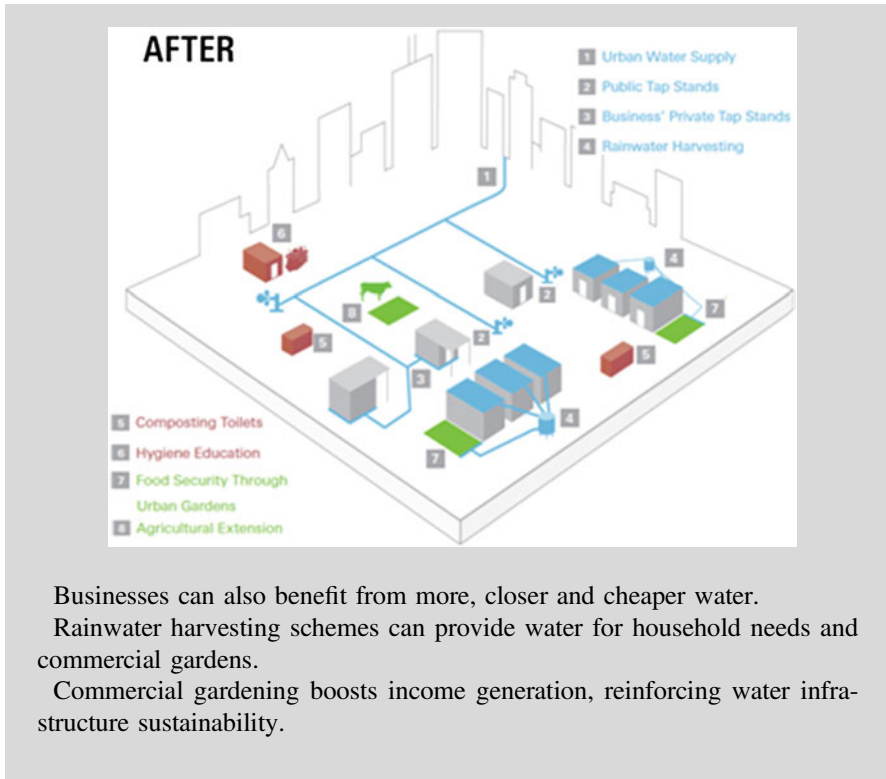 AFTER
1 Urban Water Supply
2 Public Tap Stands
3 Business' Private Tap Stands
4 Rainwater Harvesting
1
6
4
2
7
8
2
5
5
3
4
7
5 Composting Toilets
6 Hygiene Education
7 Food Security Through
Urban Gardens
8 Agricultural Extension
Businesses can also benefit from more, closer and cheaper water.
Rainwater harvesting schemes can provide water for household needs and
commercial gardens.
Commercial gardening boosts income generation, reinforcing water infra-
structure sustainability.